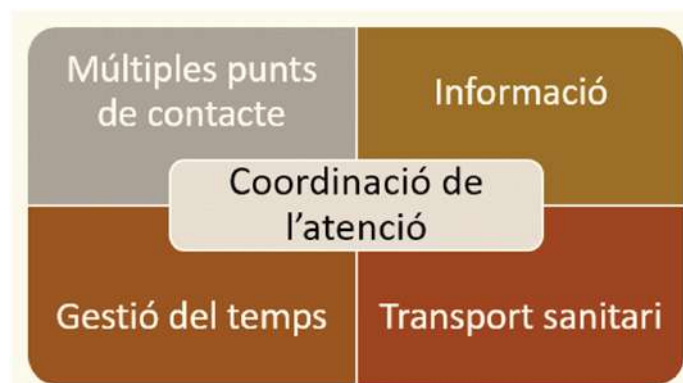 Múltiples punts
de contacte
Informació
Coordinació de
l'atenció
Gestió del temps
Transport sanitari